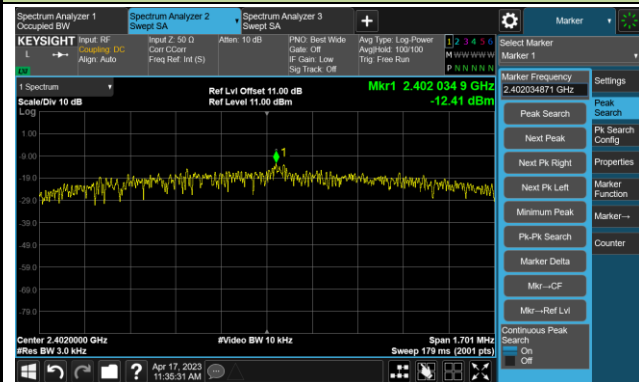 Spectrum Analyzer 1
Occupied BW
Spectrum Analyzer 2
Swept SA
Spectrum Analyzer 3
Swept SA
Marker
KEYSIGHT
L
Input: RF
Coupling: DC
Align: Auto
Input Z: 50 Ω
Corr CCorr
Freq Ref: Int (S)
Atten: 10 dB
PNO: Best Wide
Gate: Off
IF Gain: Low
Sig Track: Off
Avg Type: Log-Power
Avg|Hold: 100/100
Trig: Free Run
1 2 3 4 5 6
M W W W W W
P N N N N N
LXI
Select Marker
Marker 1
1 Spectrum
Scale/Div 10 dB
Log
Ref Lvl Offset 11.00 dB
Ref Level 11.00 dBm
Mkr1 2.402 034 9 GHz
-12.41 dBm
1.00
-9.00
-19.0
-29.0
-39.0
-49.0
-59.0
-69.0
-79.0
1
Center 2.4020000 GHz
#Res BW 3.0 kHz
#Video BW 10 kHz
Span 1.701 MHz
Sweep 179 ms (2001 pts)
Marker Frequency
2.402034871 GHz
Peak Search
Next Peak
Next Pk Right
Next Pk Left
Minimum Peak
Pk-Pk Search
Marker Delta
Mkr→CF
Mkr→Ref Lvl
Continuous Peak
Search
On
Off
Settings
Peak
Search
Pk Search
Config
Properties
Marker
Function
Marker→
Counter
?
Apr 17, 2023
11:35:31 AM